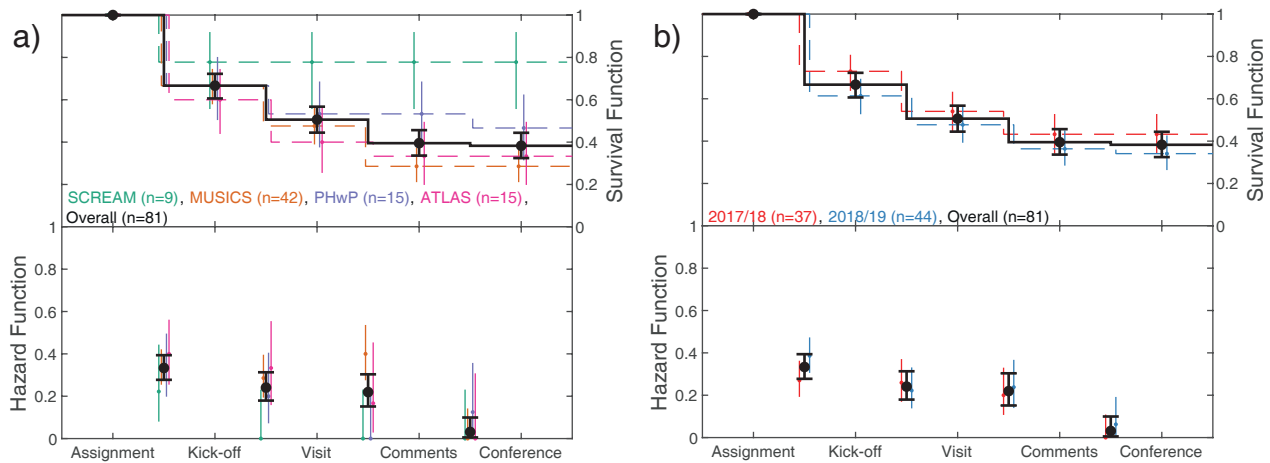 a)
1
0.8
0.6
0.4
0.2
0
Survival Function
SCREAM (n=9), MUSICS (n=42), PHwP (n=15), ATLAS (n=15),
Overall (n=81)
1
0.8
0.6
0.4
0.2
0
Hazard Function
Assignment Kick-off Visit Comments Conference
b)
1
0.8
0.6
0.4
0.2
0
Survival Function
2017/18 (n=37), 2018/19 (n=44), Overall (n=81)
1
0.8
0.6
0.4
0.2
0
Hazard Function
Assignment Kick-off Visit Comments Conference